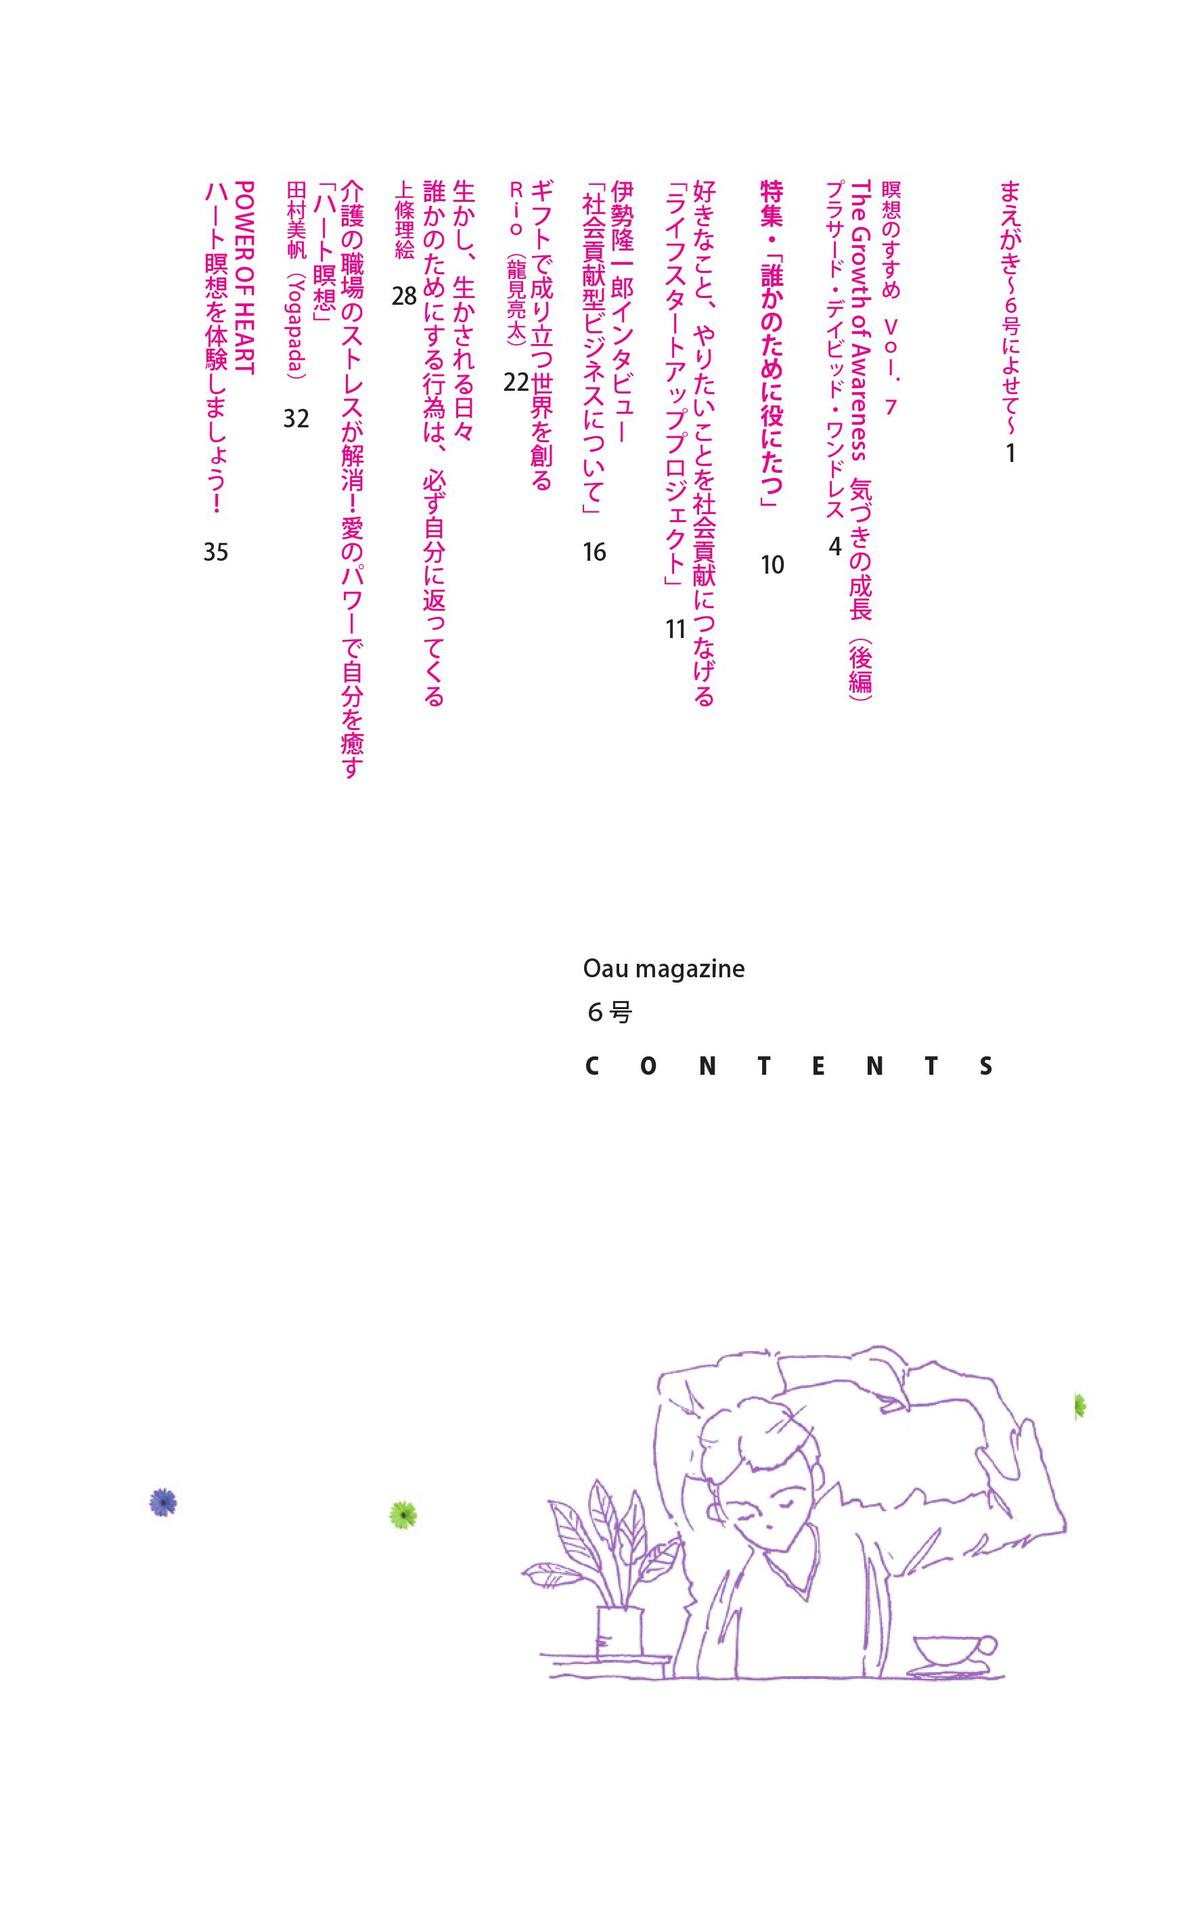 まえがき〜6号によせて〜 1
瞑想のすすめ Vol. 7
The Growth of Awareness 気づきの成長（後編）
プラサード・デイビッド・ワンドレス 4
特集・「誰かのために役にたつ」 10
好きなこと、やりたいことを社会貢献につなげる
「ライフスタートアッププロジェクト」 11
伊勢隆一郎インタビュー
「社会貢献型ビジネスについて」 16
ギフトで成り立つ世界を創る
Rio（龍見亮太） 22
生かし、生かされる日々
誰かのためにする行為は、必ず自分に返ってくる
上條理絵 28
介護の職場のストレスが解消！愛のパワーで自分を癒す
「ハート瞑想」
田村美帆（Yogapada） 32
POWER OF HEART
ハート瞑想を体験しましょう！ 35
Oau magazine
6号
CONTENTS